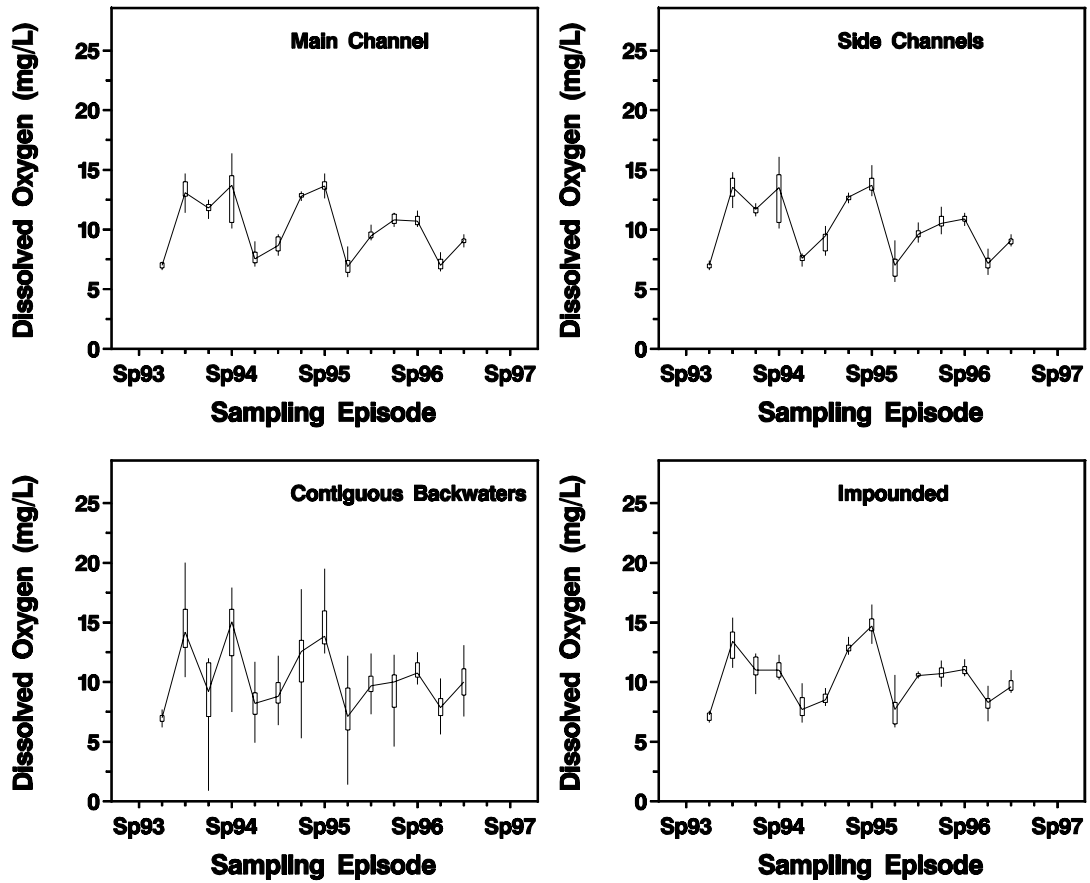 Main Channel
Dissolved Oxygen (mg/L)
25
20
15
10
5
0
Sp93 Sp94 Sp95 Sp96 Sp97
Sampling Episode
Side Channels
Dissolved Oxygen (mg/L)
25
20
15
10
5
0
Sp93 Sp94 Sp95 Sp96 Sp97
Sampling Episode
Contiguous Backwaters
Dissolved Oxygen (mg/L)
25
20
15
10
5
0
Sp93 Sp94 Sp95 Sp96 Sp97
Sampling Episode
Impounded
Dissolved Oxygen (mg/L)
25
20
15
10
5
0
Sp93 Sp94 Sp95 Sp96 Sp97
Sampling Episode